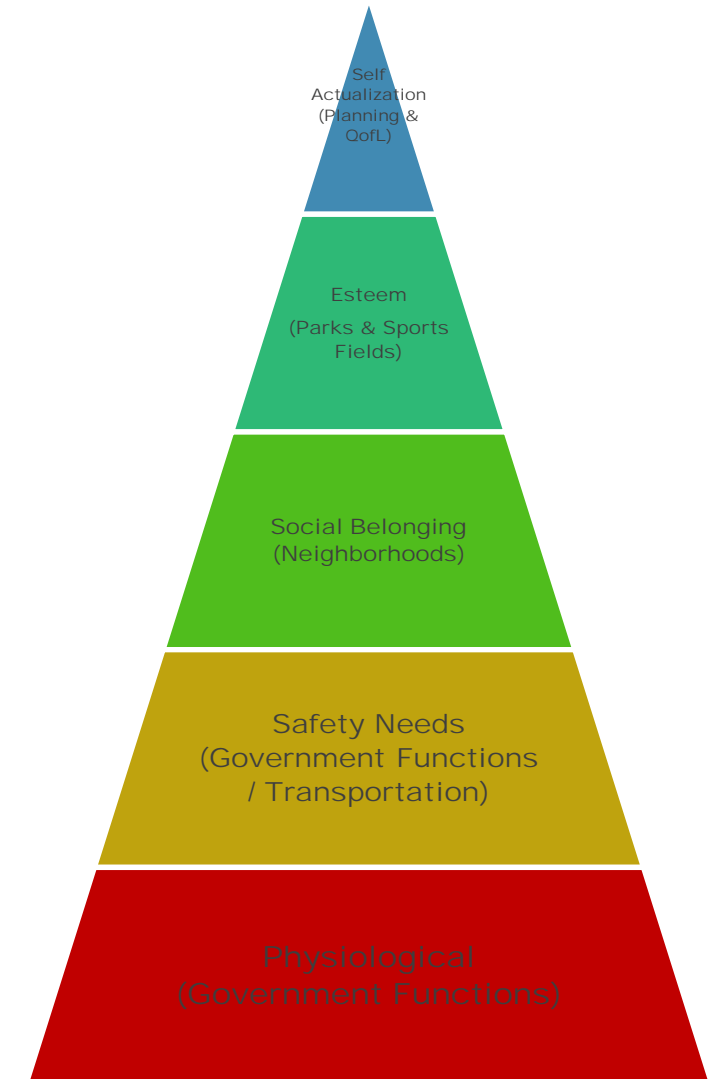 Self
Actualization
(Planning &
QofL)
Esteem
(Parks & Sports
Fields)
Social Belonging
(Neighborhoods)
Safety Needs
(Government Functions
/ Transportation)
Physiological
(Government Functions)